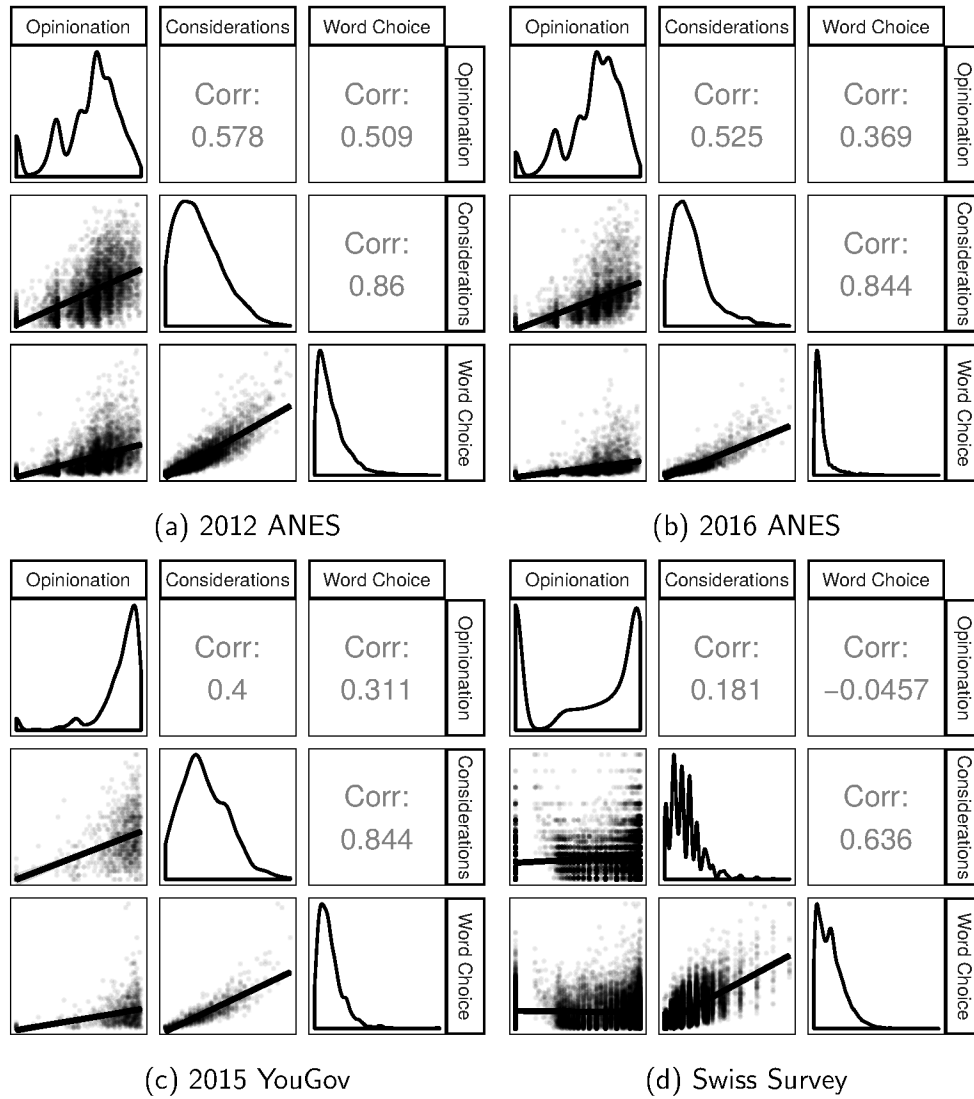 Opinionation Considerations Word Choice
Corr:
0.578
Corr:
0.509
Opinionation
Corr:
0.86
Considerations
Word Choice
(a) 2012 ANES
Opinionation Considerations Word Choice
Corr:
0.525
Corr:
0.369
Opinionation
Corr:
0.844
Considerations
Word Choice
(b) 2016 ANES
Opinionation Considerations Word Choice
Corr:
0.4
Corr:
0.311
Opinionation
Corr:
0.844
Considerations
Word Choice
(c) 2015 YouGov
Opinionation Considerations Word Choice
Corr:
0.181
Corr:
−0.0457
Opinionation
Corr:
0.636
Considerations
Word Choice
(d) Swiss Survey